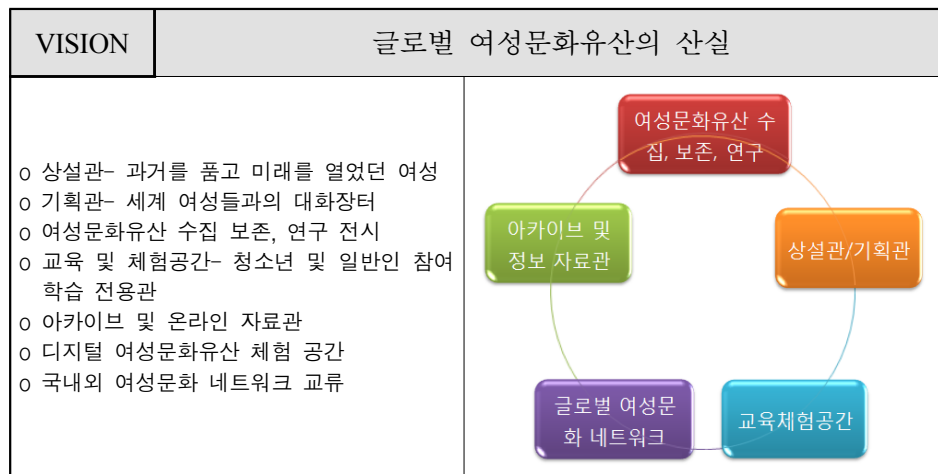 VISION
글로벌 여성문화유산의 산실
o 상설관- 과거를 품고 미래를 열었던 여성
o 기획관- 세계 여성들과의 대화장터
o 여성문화유산 수집 보존, 연구 전시
o 교육 및 체험공간- 청소년 및 일반인 참여
학습 전용관
o 아카이브 및 온라인 자료관
o 디지털 여성문화유산 체험 공간
o 국내외 여성문화 네트워크 교류
여성문화유산 수
집, 보존, 연구
상설관/기획관
교육체험공간
글로벌 여성문
화 네트워크
아카이브 및
정보 자료관